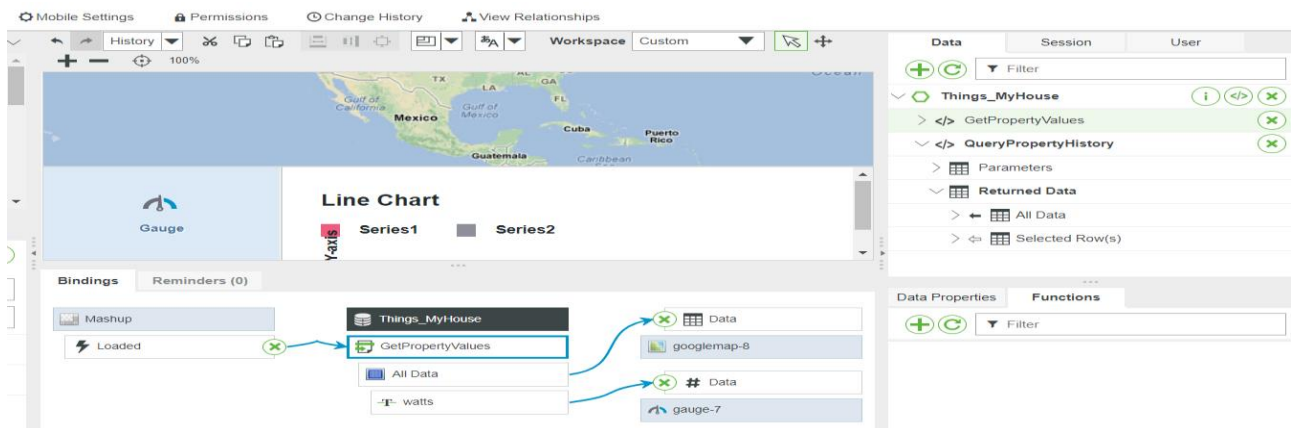 Mobile Settings Permissions Change History View Relationships
History Workspace Custom
100%
Data Session User
Filter
Things_MyHouse
GetPropertyValues
QueryPropertyHistory
Parameters
Returned Data
All Data
Selected Row(s)
TX LA AL GA
FL
Gulf of California
Mexico
Gulf of Mexico
Cuba
Puerto Rico
Guatemala
Caribbean
Ocean
Gauge
Line Chart
Series1 Series2
Y-axis
Bindings Reminders (0)
Mashup
Loaded
Things_MyHouse
GetPropertyValues
All Data
watts
Data
googlemap-8
Data
gauge-7
Data Properties Functions
Filter